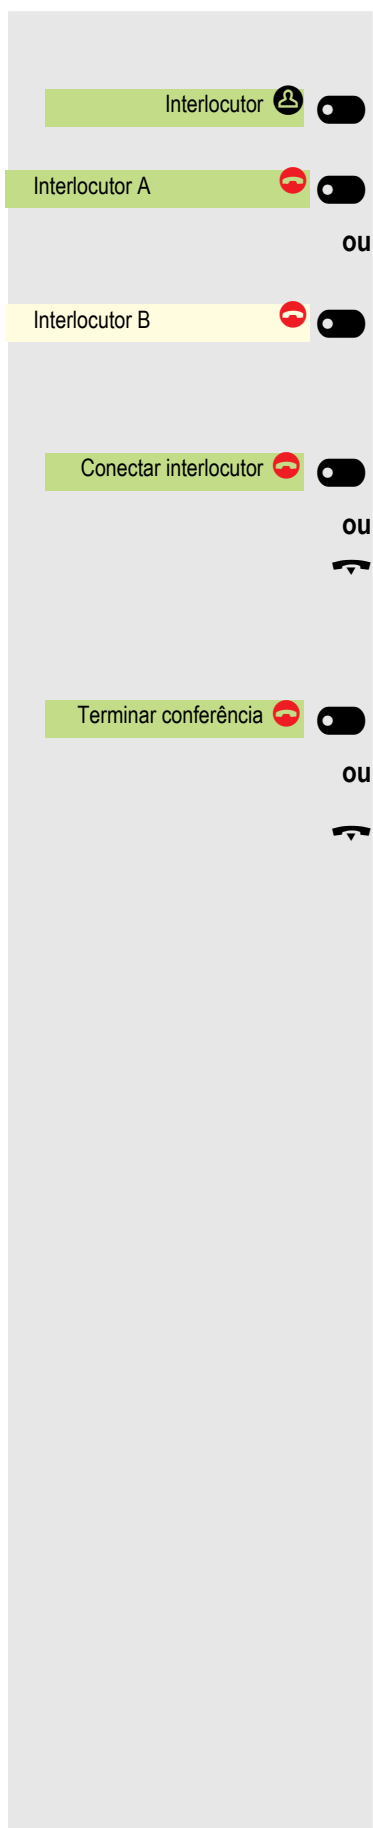 Interlocutor
Interlocutor A
ou
Interlocutor B
Conectar interlocutor
ou
Terminar conferência
ou